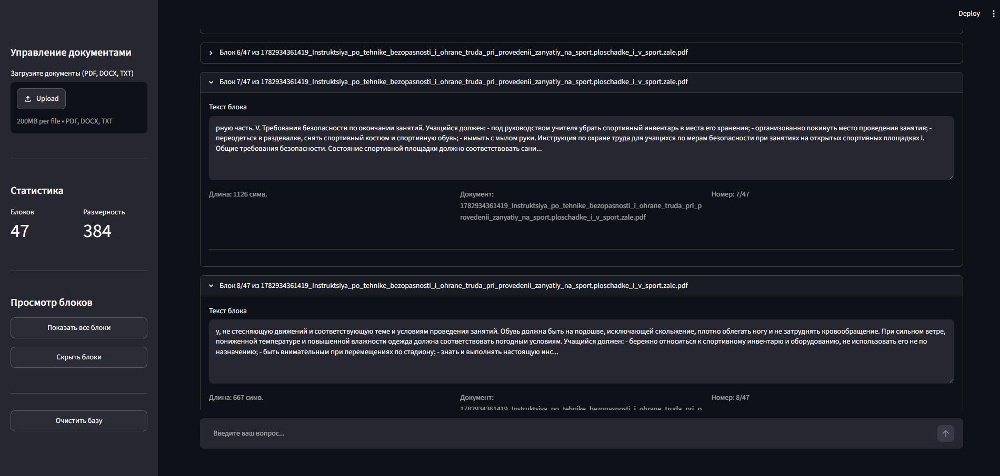 Deploy
Управление документами
Загрузите документы (PDF, DOCX, TXT)
Upload
200MB per file • PDF, DOCX, TXT
Статистика
Блоков
Размерность
47
384
Просмотр блоков
Показать все блоки
Скрыть блоки
Очистить базу
Блок 6/47 из 1782934361419_Instruktsiya_po_tehnike_bezopasnosti_i_ohrane_truda_pri_provedenii_zanyatiy_na_sport.ploschadke_i_v_sport.zale.pdf
Блок 7/47 из 1782934361419_Instruktsiya_po_tehnike_bezopasnosti_i_ohrane_truda_pri_provedenii_zanyatiy_na_sport.ploschadke_i_v_sport.zale.pdf
Текст блока
рную часть. V. Требования безопасности по окончании занятий. Учащийся должен: - под руководством учителя убрать спортивный инвентарь в места его хранения; - организованно покинуть место проведения занятия; -
переодеться в раздевалке, снять спортивный костюм и спортивную обувь; - вымыть с мылом руки. Инструкция по охране труда для учащихся по мерам безопасности при занятиях на открытых спортивных площадках I.
Общие требования безопасности. Состояние спортивной площадки должно соответствовать сани...
Длина: 1126 симв.
Документ:
1782934361419_Instruktsiya_po_tehnike_bezopasnosti_i_ohrane_truda_pri_p
rovedenii_zanyatiy_na_sport.ploschadke_i_v_sport.zale.pdf
Номер: 7/47
Блок 8/47 из 1782934361419_Instruktsiya_po_tehnike_bezopasnosti_i_ohrane_truda_pri_provedenii_zanyatiy_na_sport.ploschadke_i_v_sport.zale.pdf
Текст блока
у, не стесняющую движений и соответствующую теме и условиям проведения занятий. Обувь должна быть на подошве, исключающей скольжение, плотно облегать ногу и не затруднять кровообращение. При сильном ветре,
пониженной температуре и повышенной влажности одежда должна соответствовать погодным условиям. Учащийся должен: - бережно относиться к спортивному инвентарю и оборудованию, не использовать его не по
назначению; - быть внимательным при перемещениях по стадиону; - знать и выполнять настоящую инс...
Длина: 667 симв.
Документ:
1782934361419_Instruktsiya_po_tehnike_bezopasnosti_i_ohrane_truda_pri_p
Номер: 8/47
Введите ваш вопрос...